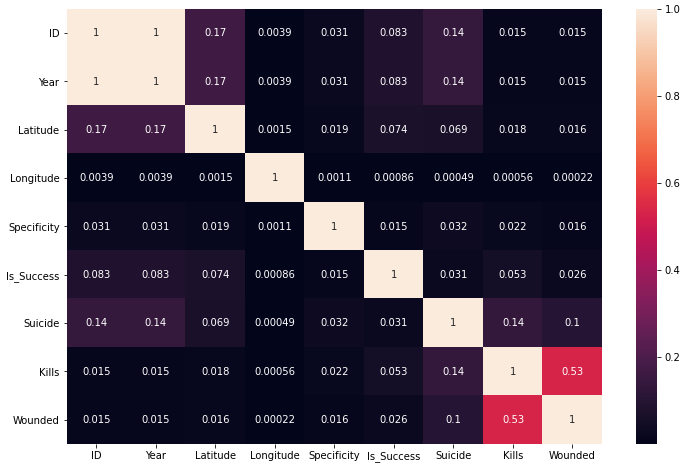 1.0
ID 1 1 0.17 0.0039 0.031 0.083 0.14 0.015 0.015
Year 1 1 0.17 0.0039 0.031 0.083 0.14 0.015 0.015
0.8
Latitude 0.17 0.17 1 0.0015 0.019 0.074 0.069 0.018 0.016
Longitude 0.0039 0.0039 0.0015 1 0.0011 0.00086 0.00049 0.00056 0.00022
0.6
Specificity 0.031 0.031 0.019 0.0011 1 0.015 0.032 0.022 0.016
Is_Success 0.083 0.083 0.074 0.00086 0.015 1 0.031 0.053 0.026
0.4
Suicide 0.14 0.14 0.069 0.00049 0.032 0.031 1 0.14 0.1
0.2
Kills 0.015 0.015 0.018 0.00056 0.022 0.053 0.14 1 0.53
Wounded 0.015 0.015 0.016 0.00022 0.016 0.026 0.1 0.53 1
ID Year Latitude Longitude Specificity Is_Success Suicide Kills Wounded